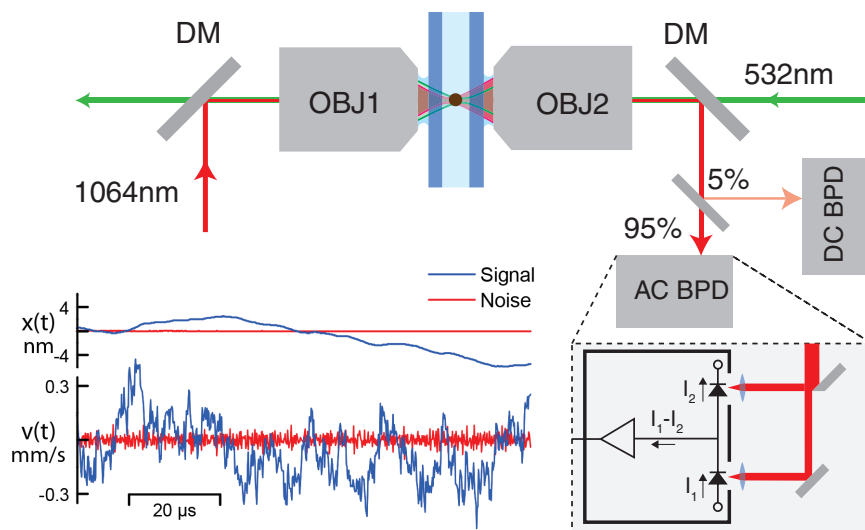 DM
DM
532nm
OBJ1
OBJ2
1064nm
5%
95%
DC BPD
AC BPD
Signal
Noise
x(t)
nm
4
-4
v(t)
mm/s
0.3
-0.3
20 µs
I₂
I₁-I₂
I₁